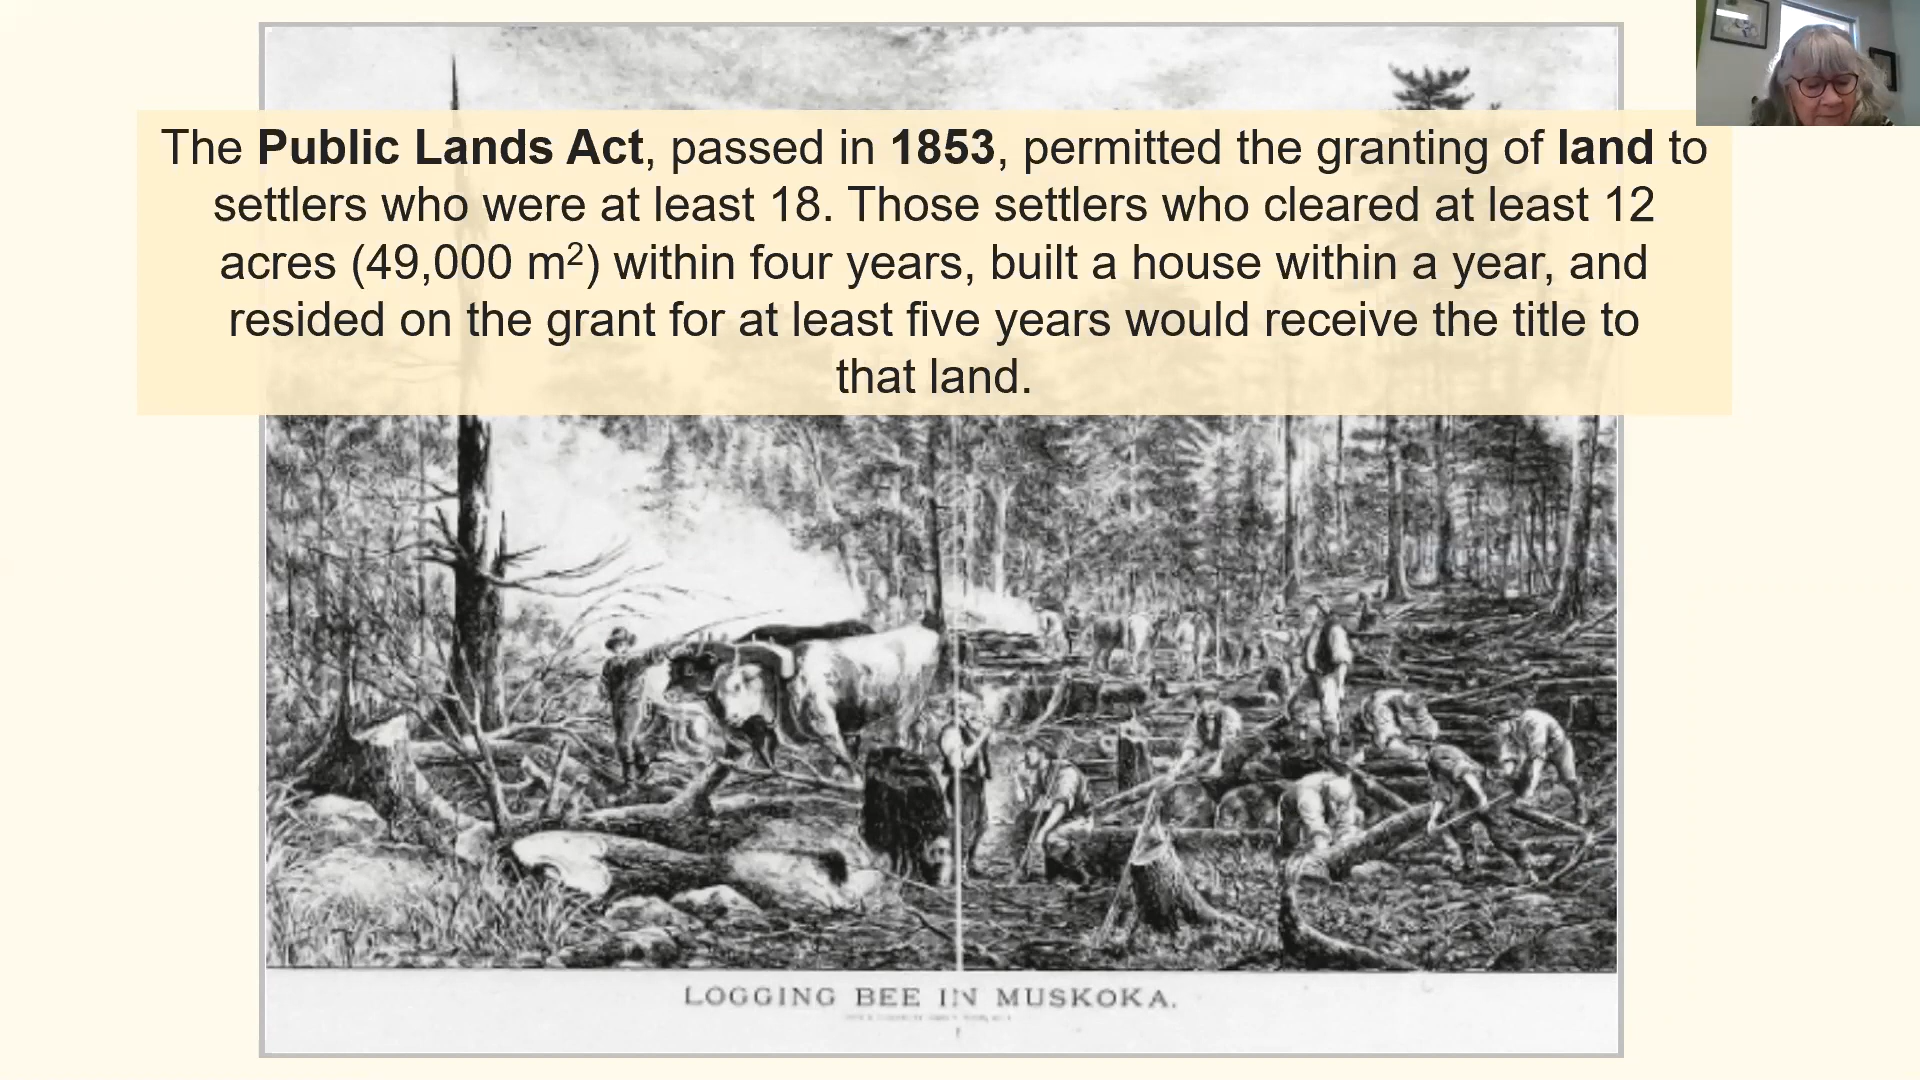 The Public Lands Act, passed in 1853, permitted the granting of land to
settlers who were at least 18. Those settlers who cleared at least 12
acres (49,000 m²) within four years, built a house within a year, and
resided on the grant for at least five years would receive the title to
that land.
LOGGING BEE IN MUSKOKA.